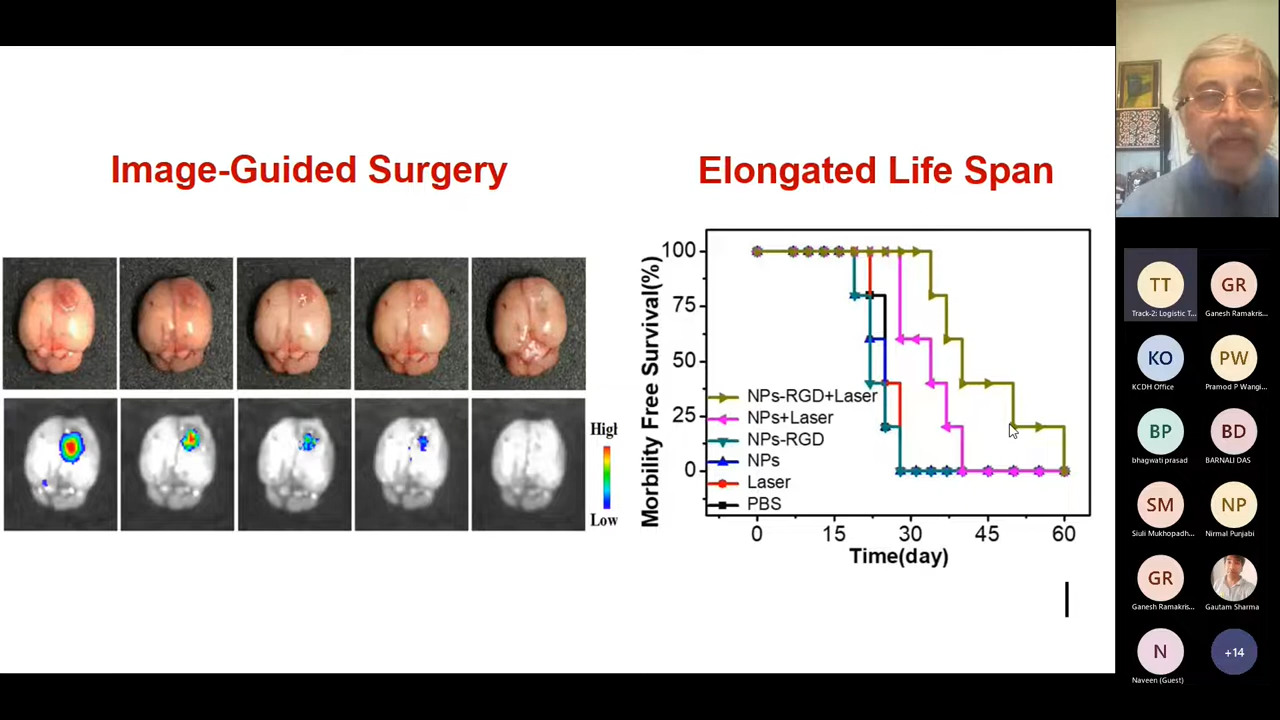 Image-Guided Surgery
High
Low
Elongated Life Span
Morbility Free Survival(%)
100
75
50
25
0
NPs-RGD+Laser
NPs+Laser
NPs-RGD
NPs
Laser
PBS
0 15 30 45 60
Time(day)
TT
Track-2: Logistic T...
GR
Ganesh Ramakris...
KO
KCDH Office
PW
Pramod P Wangi...
BP
bhagwati prasad
BD
BARNALI DAS
SM
Siuli Mukhopadh...
NP
Nirmal Punjabi
GR
Ganesh Ramakris...
Gautam Sharma
N
Naveen (Guest)
+14